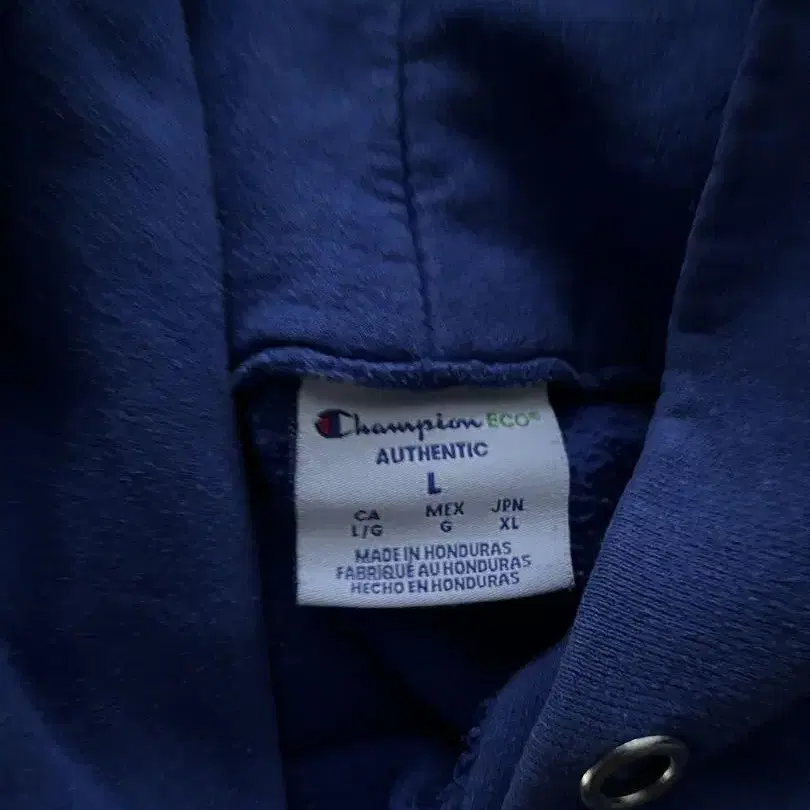 Champion ECO®
AUTHENTIC
L
CA MEX JPN
L/G G XL
MADE IN HONDURAS
FABRIQUÉ AU HONDURAS
HECHO EN HONDURAS